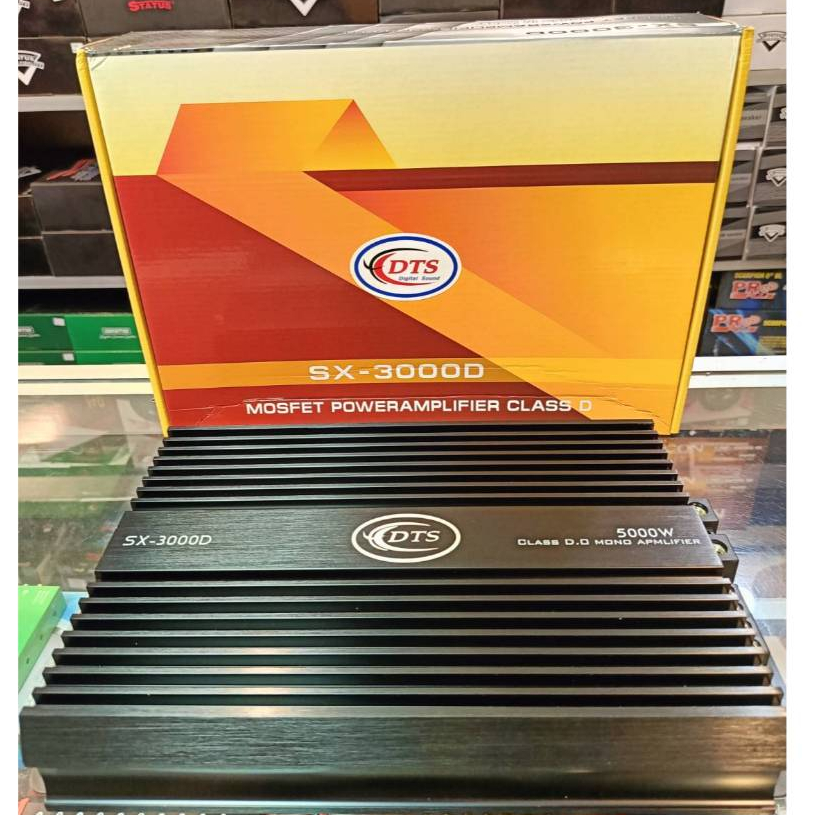 STATUS
DTS
Digital Sound
SX-3000D
MOSFET POWERAMPLIFIER CLASS D
SX-3000D
DTS
5000W
CLASS D.D MONO APMLIFIER